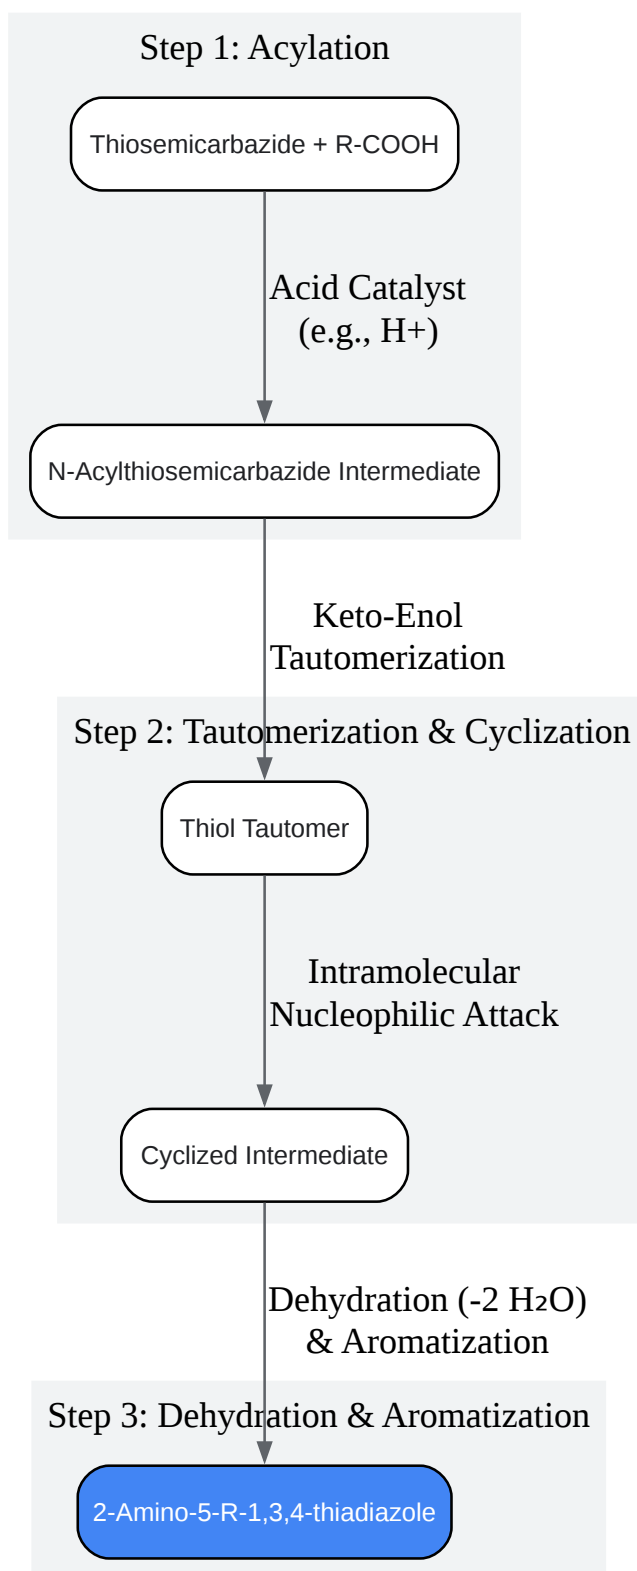 Step 1: Acylation
Thiosemicarbazide + R-COOH
Acid Catalyst
(e.g., H+)
N-Acylthiosemicarbazide Intermediate
Keto-Enol
Tautomerization
Step 2: Tautomerization & Cyclization
Thiol Tautomer
Intramolecular
Nucleophilic Attack
Cyclized Intermediate
Dehydration (-2 H₂O)
& Aromatization
Step 3: Dehydration & Aromatization
2-Amino-5-R-1,3,4-thiadiazole